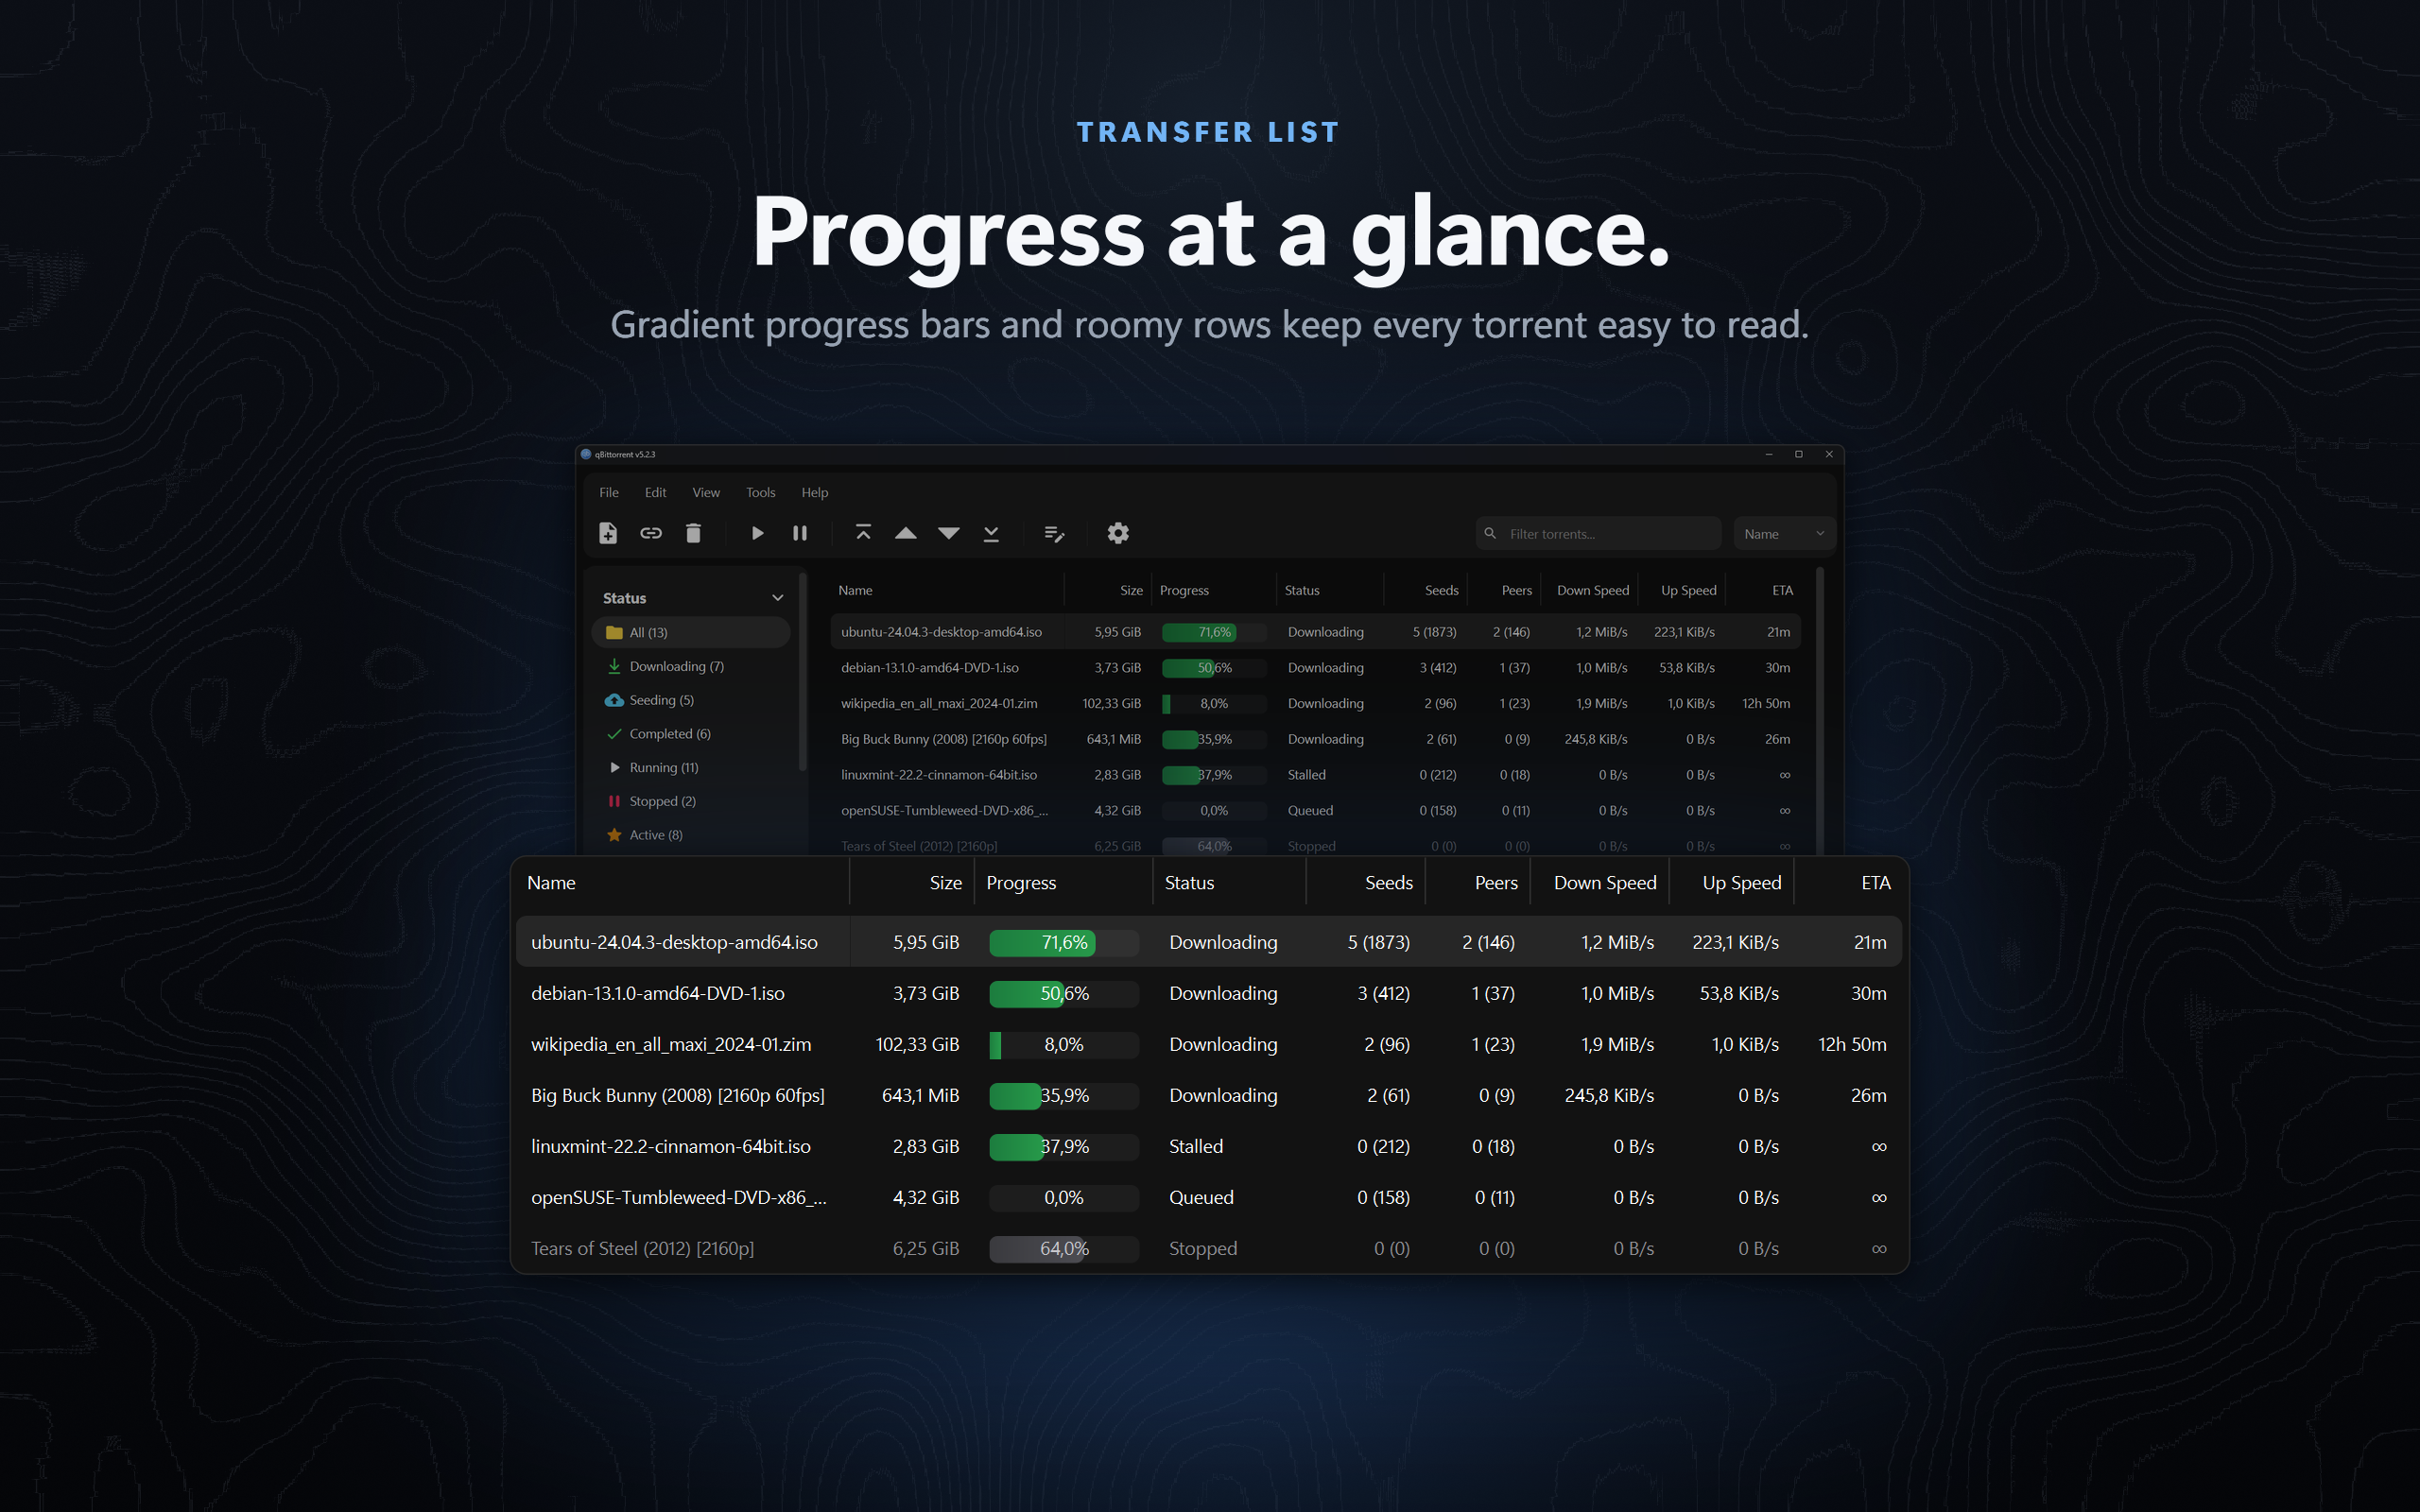 TRANSFER LIST
Progress at a glance.
Gradient progress bars and roomy rows keep every torrent easy to read.
qBittorrent v5.2.3
File Edit View Tools Help
Filter torrents... Name
Status
All (13)
Downloading (7)
Seeding (5)
Completed (6)
Running (11)
Stopped (2)
Active (8)
Name Size Progress Status Seeds Peers Down Speed Up Speed ETA
ubuntu-24.04.3-desktop-amd64.iso 5,95 GiB 71,6% Downloading 5 (1873) 2 (146) 1,2 MiB/s 223,1 KiB/s 21m
debian-13.1.0-amd64-DVD-1.iso 3,73 GiB 50,6% Downloading 3 (412) 1 (37) 1,0 MiB/s 53,8 KiB/s 30m
wikipedia_en_all_maxi_2024-01.zim 102,33 GiB 8,0% Downloading 2 (96) 1 (23) 1,9 MiB/s 1,0 KiB/s 12h 50m
Big Buck Bunny (2008) [2160p 60fps] 643,1 MiB 35,9% Downloading 2 (61) 0 (9) 245,8 KiB/s 0 B/s 26m
linuxmint-22.2-cinnamon-64bit.iso 2,83 GiB 37,9% Stalled 0 (212) 0 (18) 0 B/s 0 B/s ∞
openSUSE-Tumbleweed-DVD-x86_... 4,32 GiB 0,0% Queued 0 (158) 0 (11) 0 B/s 0 B/s ∞
Tears of Steel (2012) [2160p] 6,25 GiB 64,0% Stopped 0 (0) 0 (0) 0 B/s 0 B/s ∞
Name Size Progress Status Seeds Peers Down Speed Up Speed ETA
ubuntu-24.04.3-desktop-amd64.iso 5,95 GiB 71,6% Downloading 5 (1873) 2 (146) 1,2 MiB/s 223,1 KiB/s 21m
debian-13.1.0-amd64-DVD-1.iso 3,73 GiB 50,6% Downloading 3 (412) 1 (37) 1,0 MiB/s 53,8 KiB/s 30m
wikipedia_en_all_maxi_2024-01.zim 102,33 GiB 8,0% Downloading 2 (96) 1 (23) 1,9 MiB/s 1,0 KiB/s 12h 50m
Big Buck Bunny (2008) [2160p 60fps] 643,1 MiB 35,9% Downloading 2 (61) 0 (9) 245,8 KiB/s 0 B/s 26m
linuxmint-22.2-cinnamon-64bit.iso 2,83 GiB 37,9% Stalled 0 (212) 0 (18) 0 B/s 0 B/s ∞
openSUSE-Tumbleweed-DVD-x86_... 4,32 GiB 0,0% Queued 0 (158) 0 (11) 0 B/s 0 B/s ∞
Tears of Steel (2012) [2160p] 6,25 GiB 64,0% Stopped 0 (0) 0 (0) 0 B/s 0 B/s ∞